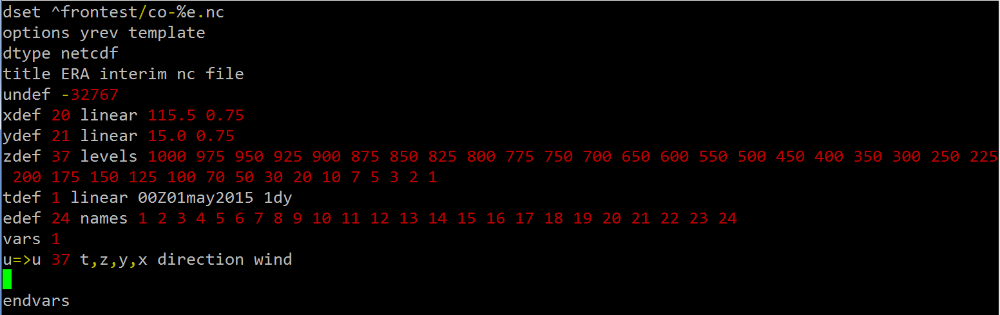 dset ^frontest/co-%e.nc
options yrev template
dtype netcdf
title ERA interim nc file
undef -32767
xdef 20 linear 115.5 0.75
ydef 21 linear 15.0 0.75
zdef 37 levels 1000 975 950 925 900 875 850 825 800 775 750 700 650 600 550 500 450 400 350 300 250 225
200 175 150 125 100 70 50 30 20 10 7 5 3 2 1
tdef 1 linear 00Z01may2015 1dy
edef 24 names 1 2 3 4 5 6 7 8 9 10 11 12 13 14 15 16 17 18 19 20 21 22 23 24
vars 1
u=>u 37 t,z,y,x direction wind
endvars